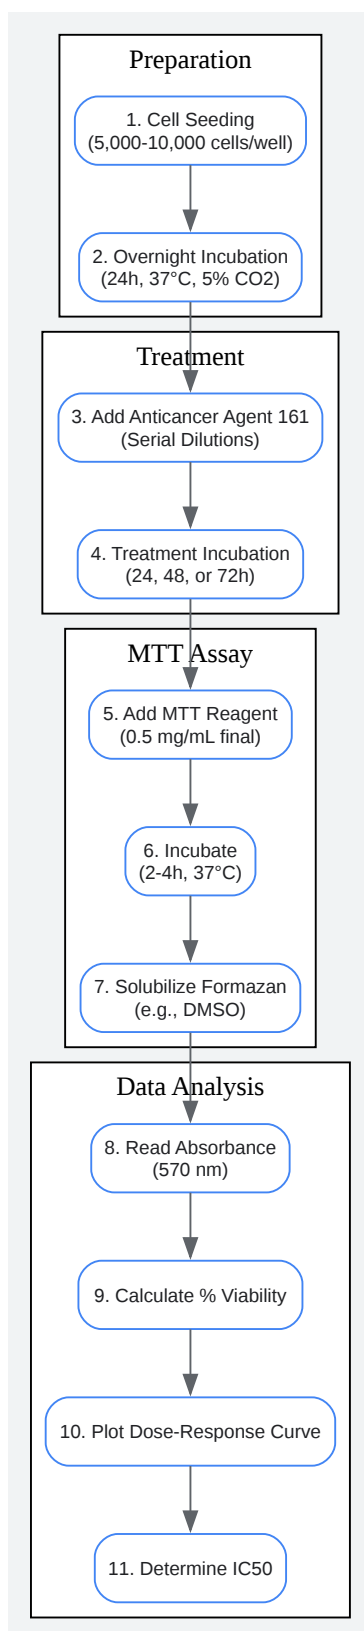 Preparation
1. Cell Seeding
(5,000-10,000 cells/well)
2. Overnight Incubation
(24h, 37°C, 5% CO2)
Treatment
3. Add Anticancer Agent 161
(Serial Dilutions)
4. Treatment Incubation
(24, 48, or 72h)
MTT Assay
5. Add MTT Reagent
(0.5 mg/mL final)
6. Incubate
(2-4h, 37°C)
7. Solubilize Formazan
(e.g., DMSO)
Data Analysis
8. Read Absorbance
(570 nm)
9. Calculate % Viability
10. Plot Dose-Response Curve
11. Determine IC50